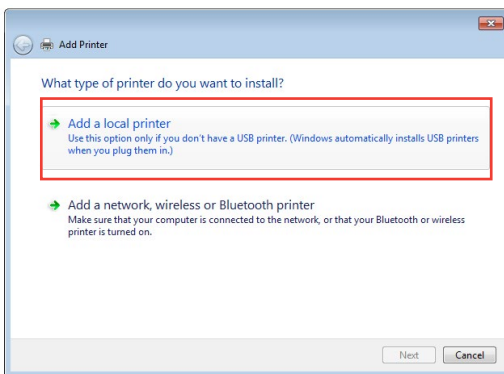 Add Printer
What type of printer do you want to install?
Add a local printer
Use this option only if you don't have a USB printer. (Windows automatically installs USB printers
when you plug them in.)
Add a network, wireless or Bluetooth printer
Make sure that your computer is connected to the network, or that your Bluetooth or wireless
printer is turned on.
Next
Cancel